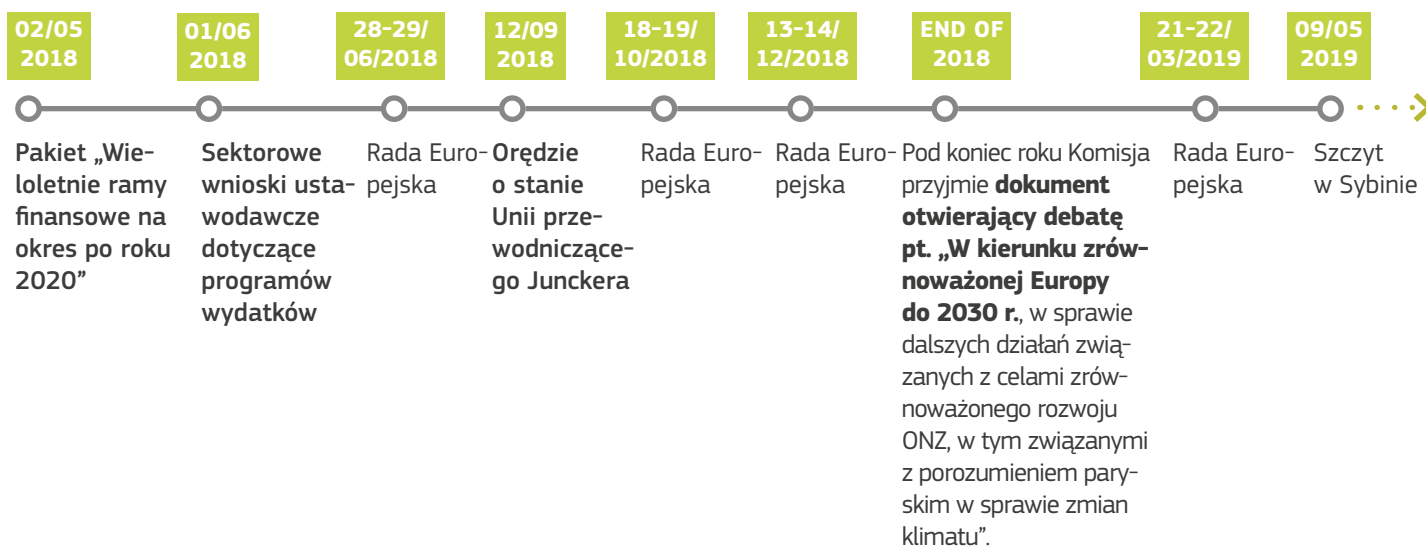 02/05
2018
Pakiet „Wie-
loletnie ramy
finansowe na
okres po roku
2020”
01/06
2018
Sektorowe
wnioski usta-
wodawcze
dotyczące
programów
wydatków
28-29/
06/2018
Rada Euro-
pejska
12/09
2018
Orędzie
o stanie
Unii prze-
wodniczące-
go Junckera
18-19/
10/2018
Rada Euro-
pejska
13-14/
12/2018
Rada Euro-
pejska
END OF
2018
Pod koniec roku Komisja
przyjmie dokument
otwierający debatę
pt. „W kierunku zrów-
noważonej Europy
do 2030 r., w sprawie
dalszych działań zwią-
zanych z celami zrów-
noważonego rozwoju
ONZ, w tym związanymi
z porozumieniem pary-
skim w sprawie zmian
klimatu”.
21-22/
03/2019
Rada Euro-
pejska
09/05
2019
Szczyt
w Sybinie